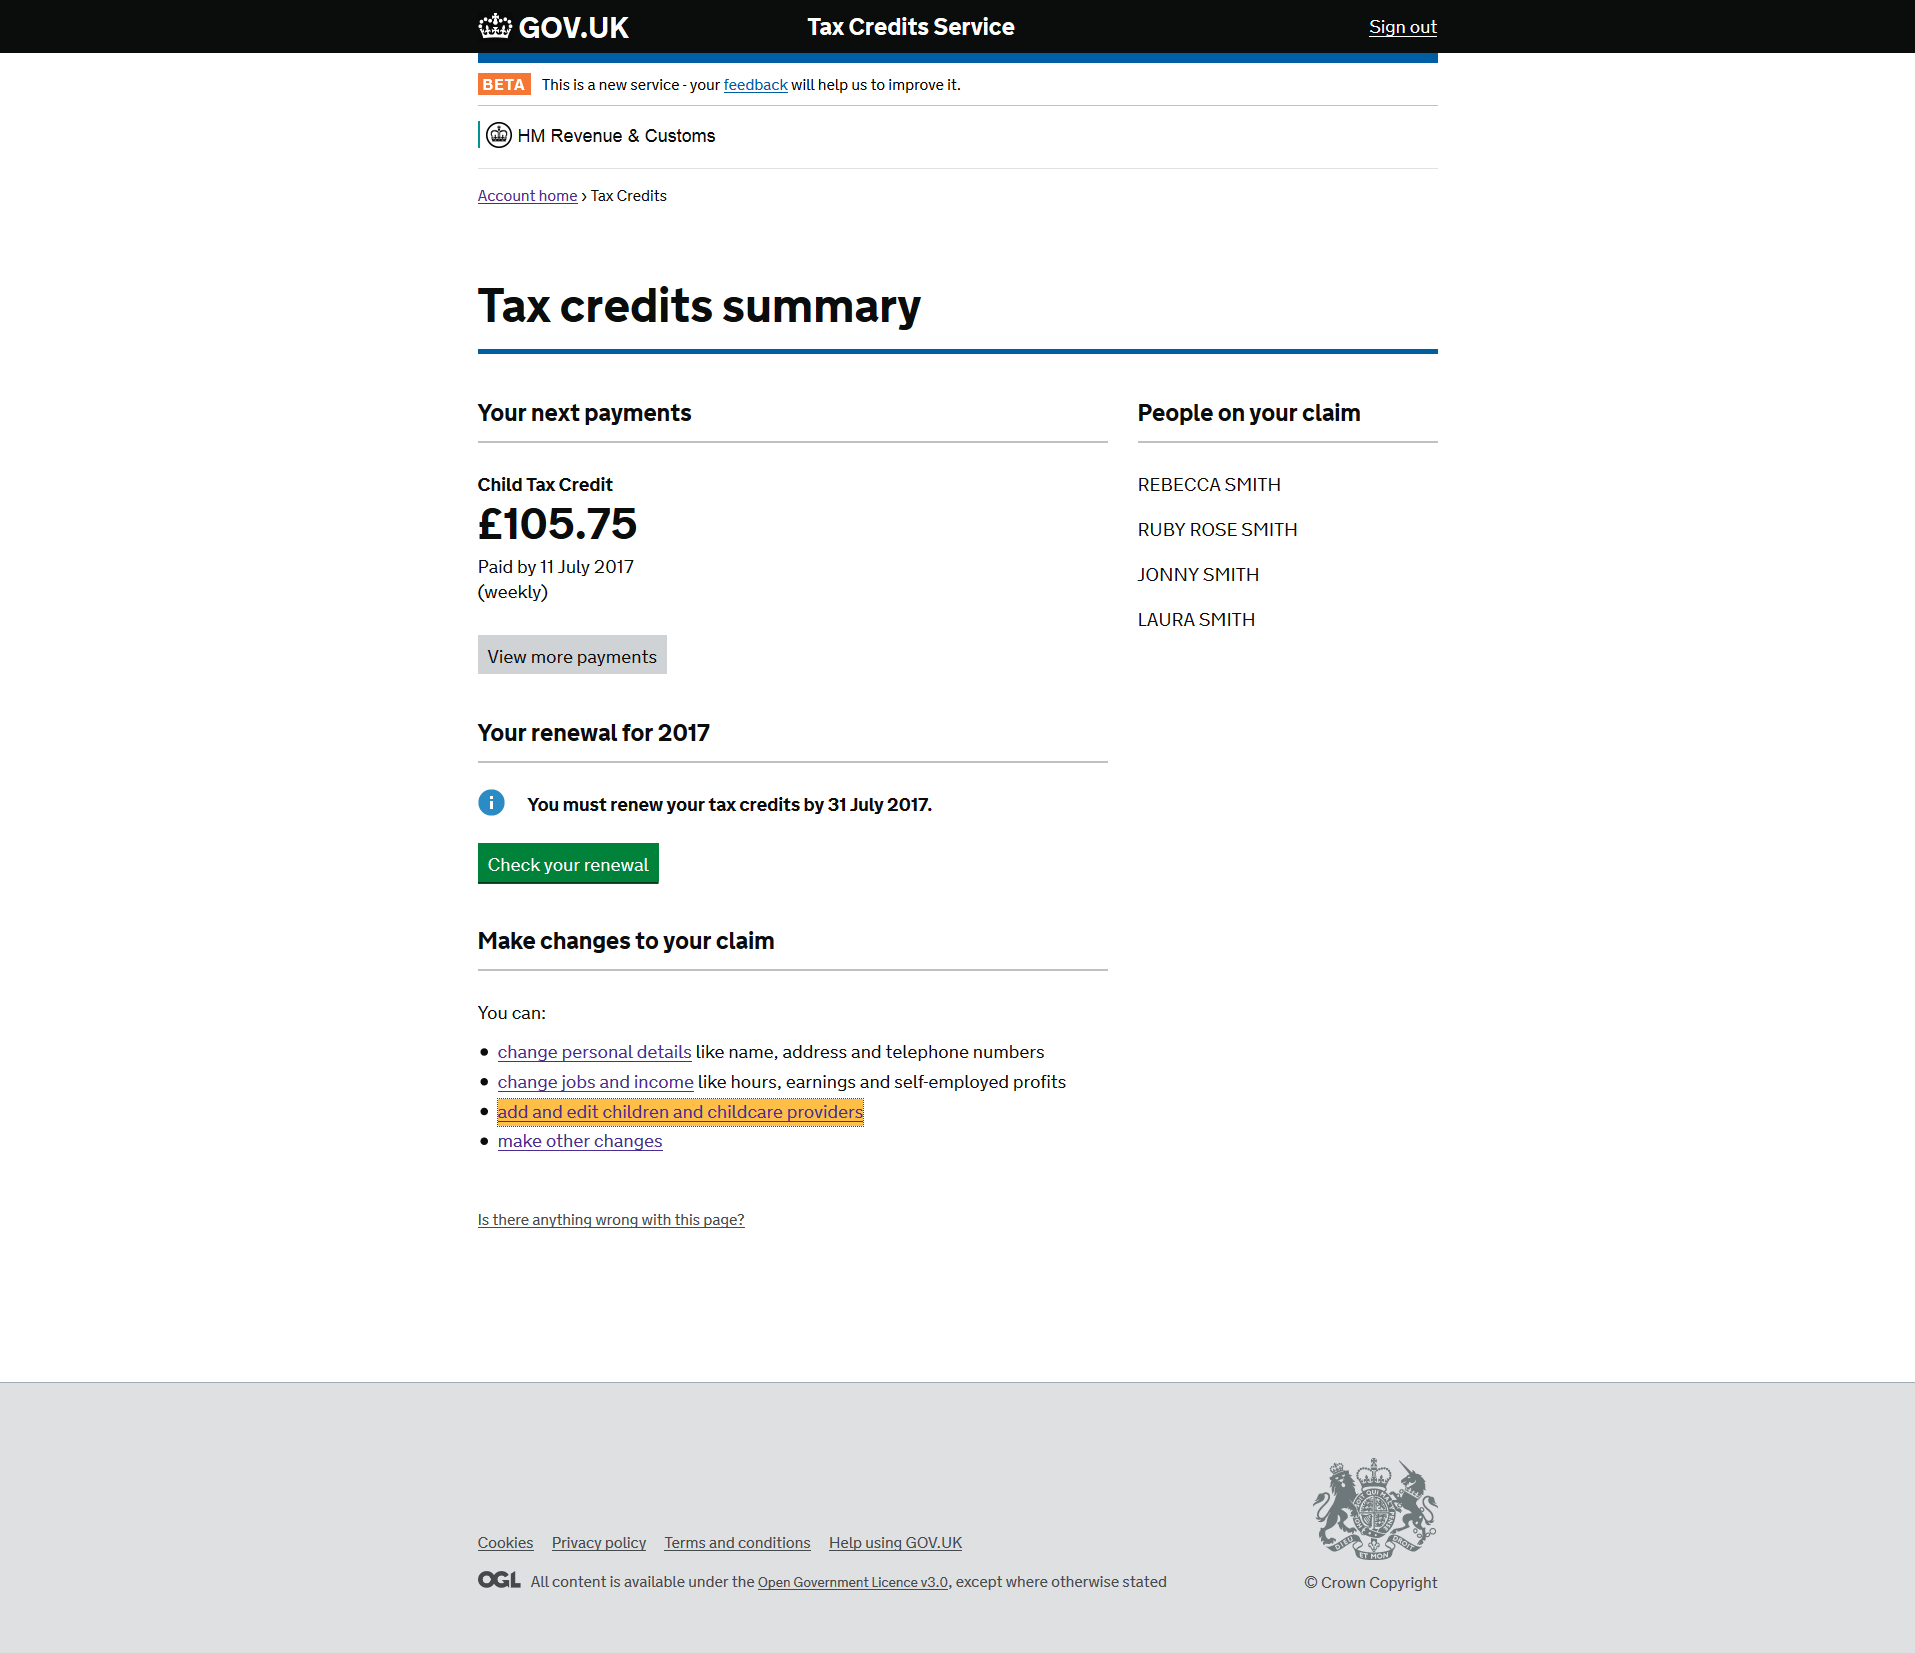 GOV.UK
Tax Credits Service
Sign out
BETA This is a new service - your feedback will help us to improve it.
HM Revenue & Customs
Account home › Tax Credits
Tax credits summary
Your next payments
Child Tax Credit
£105.75
Paid by 11 July 2017
(weekly)
View more payments
People on your claim
REBECCA SMITH
RUBY ROSE SMITH
JONNY SMITH
LAURA SMITH
Your renewal for 2017
You must renew your tax credits by 31 July 2017.
Check your renewal
Make changes to your claim
You can:
change personal details like name, address and telephone numbers
change jobs and income like hours, earnings and self-employed profits
add and edit children and childcare providers
make other changes
Is there anything wrong with this page?
Cookies Privacy policy Terms and conditions Help using GOV.UK
OGL All content is available under the Open Government Licence v3.0, except where otherwise stated
© Crown Copyright